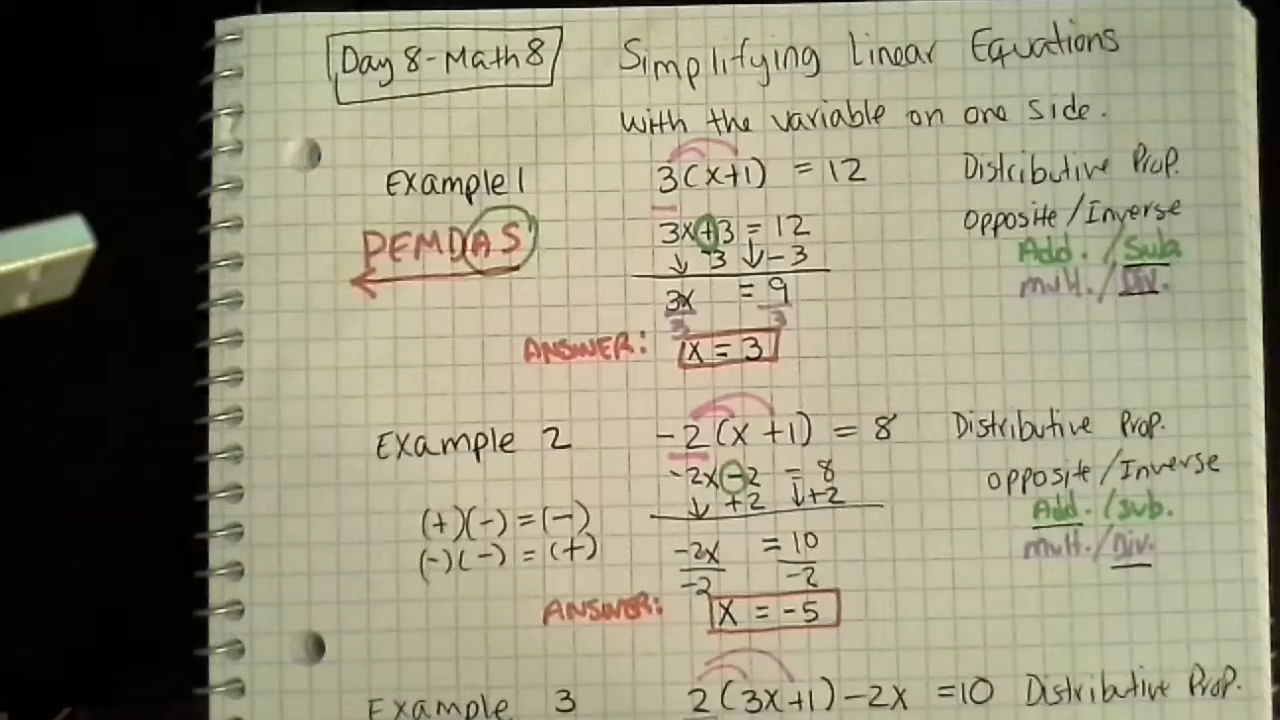 Day 8 - Math 8
Simplifying Linear Equations
with the variable on one side.
Example 1
3(x+1) = 12
Distributive Prop.
PEMDAS
3x+3 = 12
Opposite/Inverse
↓ -3 ↓ -3
Add. / Sub.
3x = 9
mult. / Div.
3 3
ANSWER: x = 3
Example 2
-2(x+1) = 8
Distributive Prop.
-2x-2 = 8
opposite/Inverse
↓ +2 ↓+2
Add. / Sub.
(+)(-) = (-)
(-)(-) = (+)
-2x = 10
mult. / Div.
-2 -2
ANSWER: x = -5
Example 3
2(3x+1)-2x = 10
Distributive Prop.